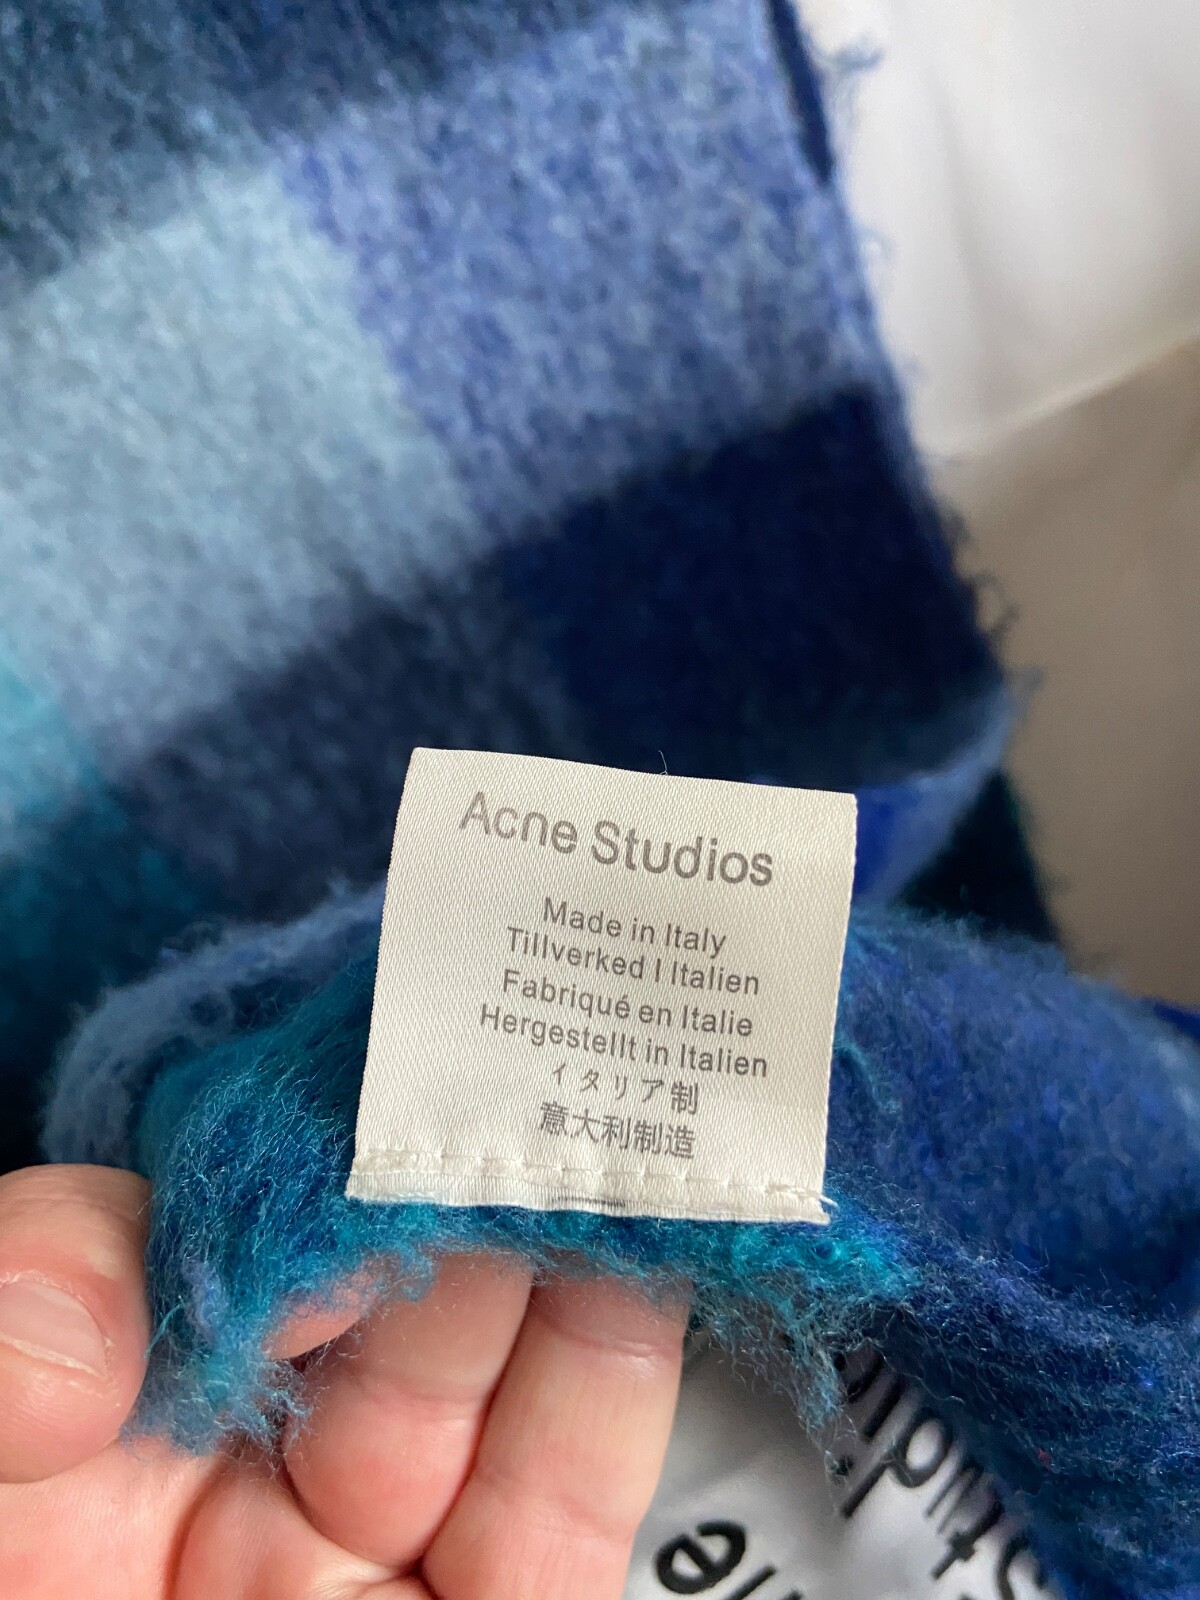 Acne Studios
Made in Italy
Tillverked I Italien
Fabriqué en Italie
Hergestellt in Italien
イタリア制
意大利制造